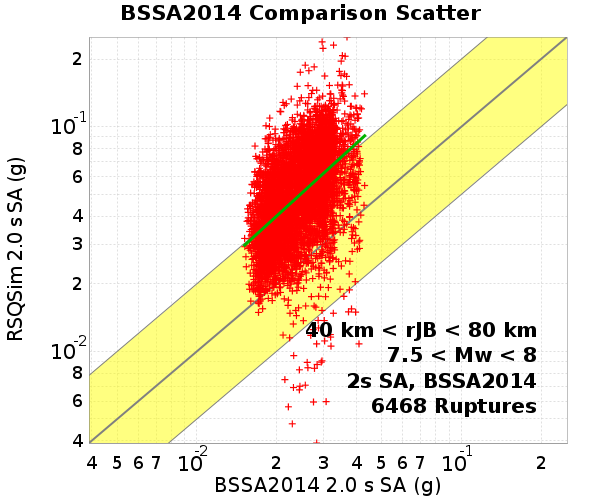 BSSA2014 Comparison Scatter
RSQSim 2.0 s SA (g)
2
10-1
8
6
4
3
2
10-2
8
6
4
40 km < rJB < 80 km
7.5 < Mw < 8
2s SA, BSSA2014
6468 Ruptures
4 5 6 7 10-2 2 3 4 5 6 7 10-1 2
BSSA2014 2.0 s SA (g)